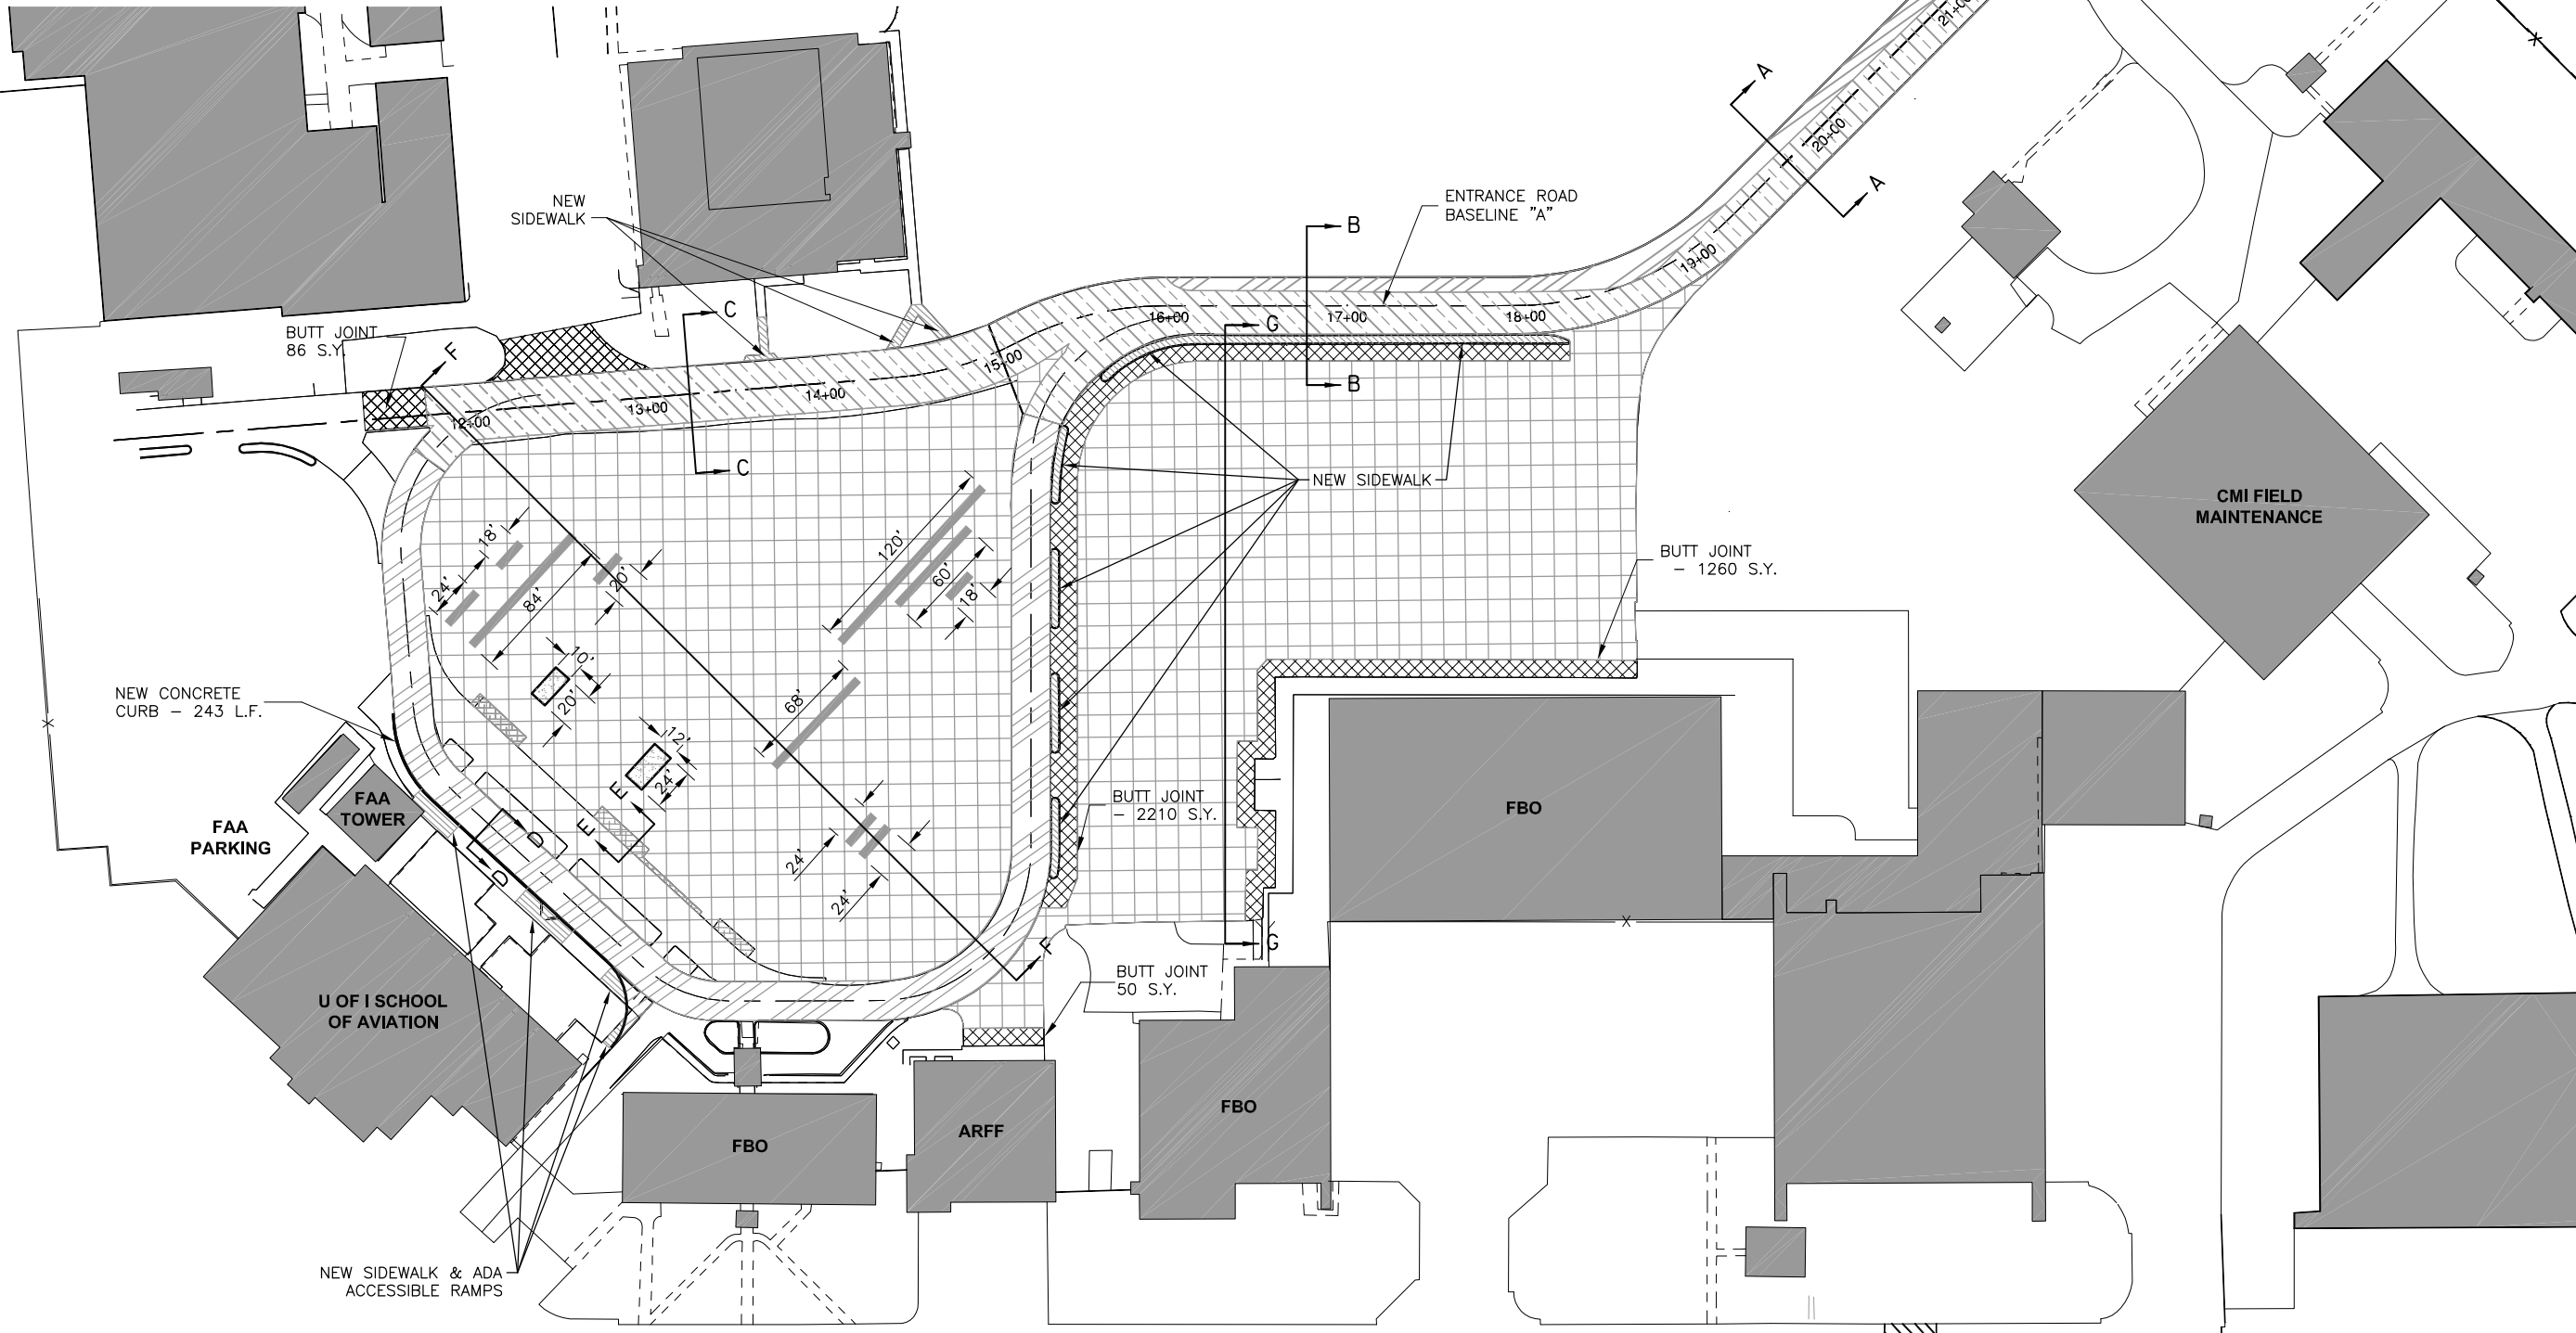 21+00
A
20+00
A
NEW
SIDEWALK
ENTRANCE ROAD
BASELINE "A"
B
19+00
C
G
16+00
17+00
18+00
BUTT JOINT
86 S.Y.
F
15+00
B
14+00
13+00
12+00
C
NEW SIDEWALK
CMI FIELD
MAINTENANCE
18'
120'
24'
84'
20'
60'
18'
BUTT JOINT
- 1260 S.Y.
10'
20'
68'
NEW CONCRETE
CURB - 243 L.F.
12'
24'
E
E
D
D
FAA
TOWER
FAA
PARKING
BUTT JOINT
- 2210 S.Y.
FBO
24'
24'
F
G
BUTT JOINT
50 S.Y.
U OF I SCHOOL
OF AVIATION
FBO
ARFF
FBO
NEW SIDEWALK & ADA
ACCESSIBLE RAMPS
X
X
X